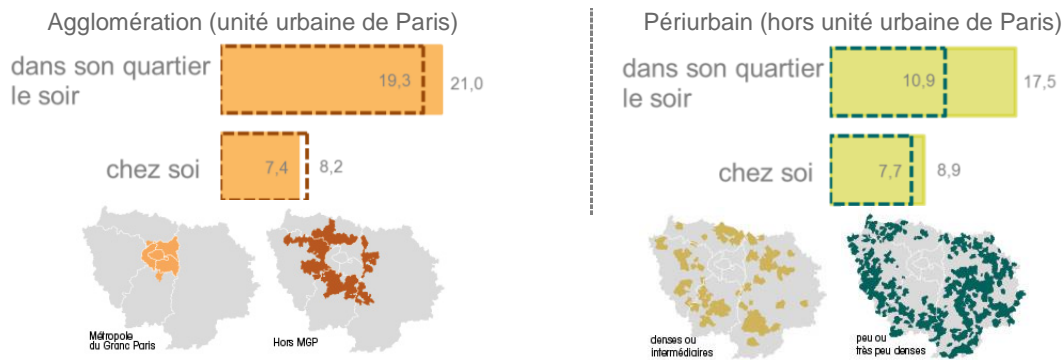 Agglomération (unité urbaine de Paris)
dans son quartier
le soir
19,3
21,0
chez soi
7,4
8,2
Métropole
du Granc Paris
Hors MGP
Périurbain (hors unité urbaine de Paris)
dans son quartier
le soir
10,9
17,5
chez soi
7,7
8,9
denses ou
intermédiaires
peu ou
très peu denses